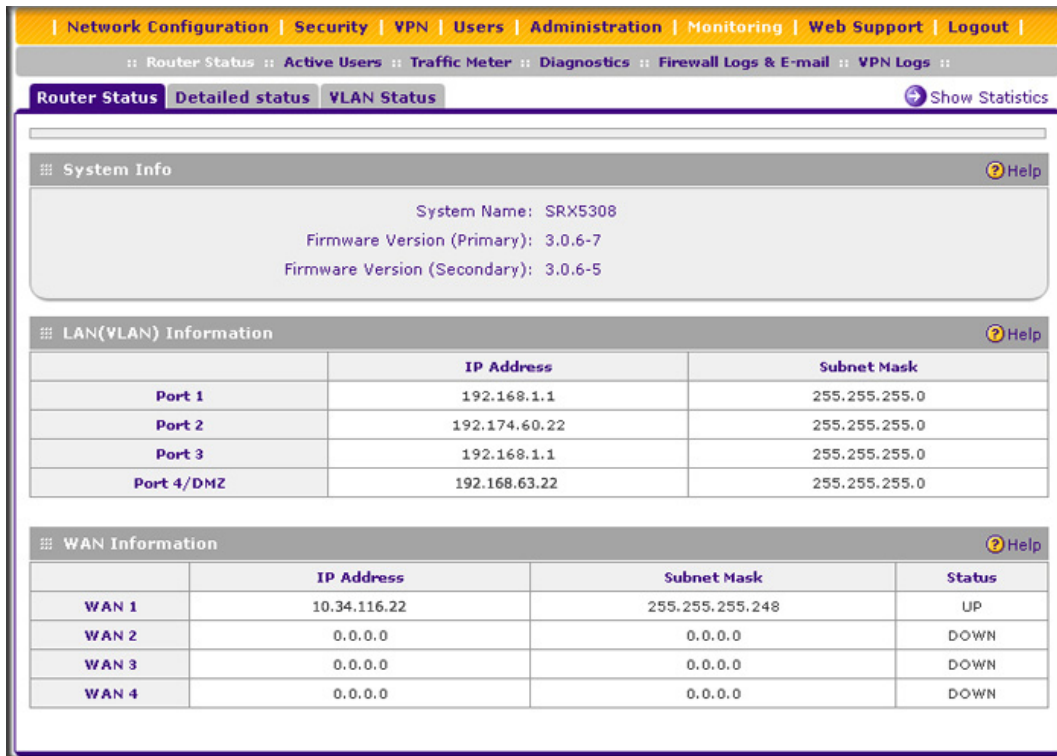 | Network Configuration | Security | VPN | Users | Administration | Monitoring | Web Support | Logout |
:: Router Status :: Active Users :: Traffic Meter :: Diagnostics :: Firewall Logs & E-mail :: VPN Logs ::
Router Status Detailed status VLAN Status Show Statistics
System Info ? Help
System Name: SRX5308
Firmware Version (Primary): 3.0.6-7
Firmware Version (Secondary): 3.0.6-5
LAN(VLAN) Information ? Help
IP Address Subnet Mask
Port 1 192.168.1.1 255.255.255.0
Port 2 192.174.60.22 255.255.255.0
Port 3 192.168.1.1 255.255.255.0
Port 4/DMZ 192.168.63.22 255.255.255.0
WAN Information ? Help
IP Address Subnet Mask Status
WAN 1 10.34.116.22 255.255.255.248 UP
WAN 2 0.0.0.0 0.0.0.0 DOWN
WAN 3 0.0.0.0 0.0.0.0 DOWN
WAN 4 0.0.0.0 0.0.0.0 DOWN